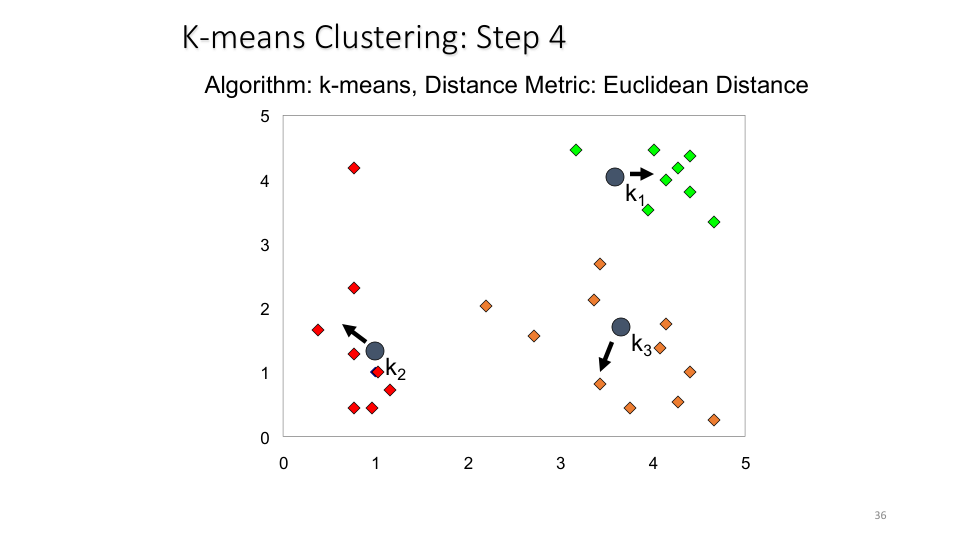 K-means Clustering: Step 4
Algorithm: k-means, Distance Metric: Euclidean Distance
5
4
k₁
3
2
k₃
k₂
1
0
0 1 2 3 4 5
36